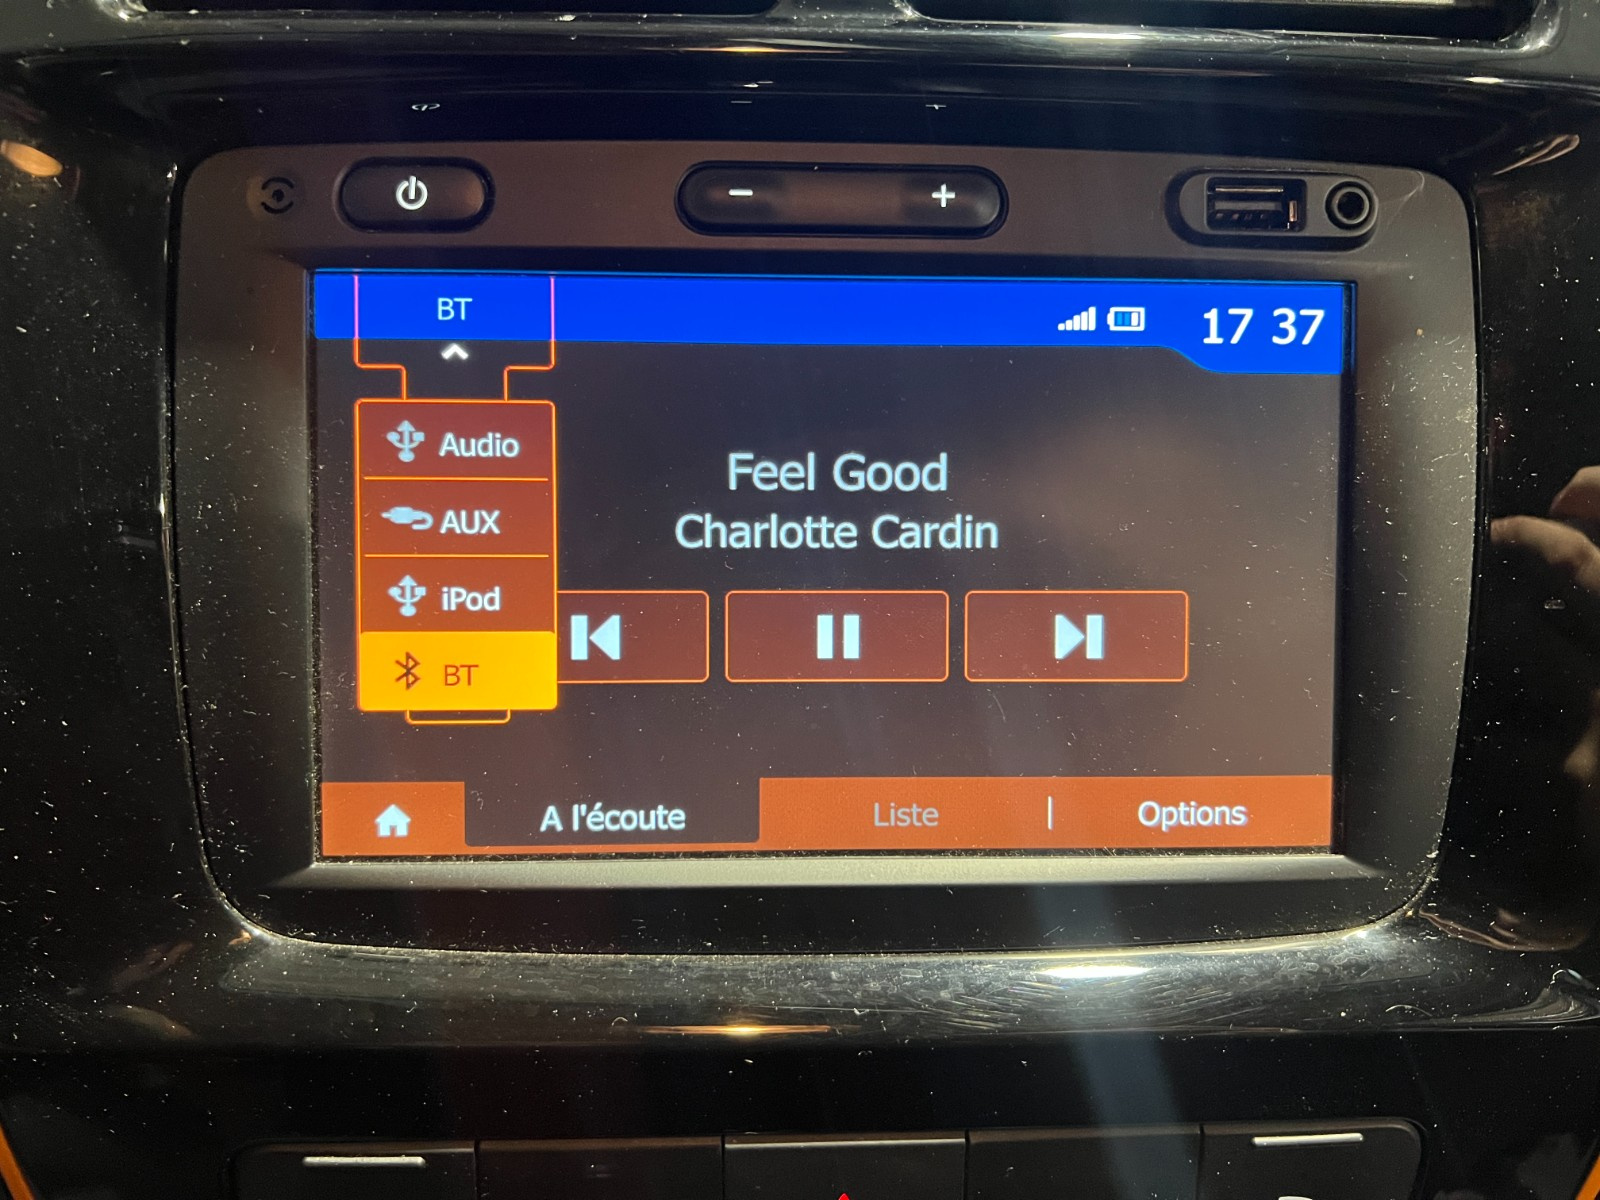 BT
17 37
Audio
AUX
iPod
BT
Feel Good
Charlotte Cardin
A l'écoute
Liste
Options